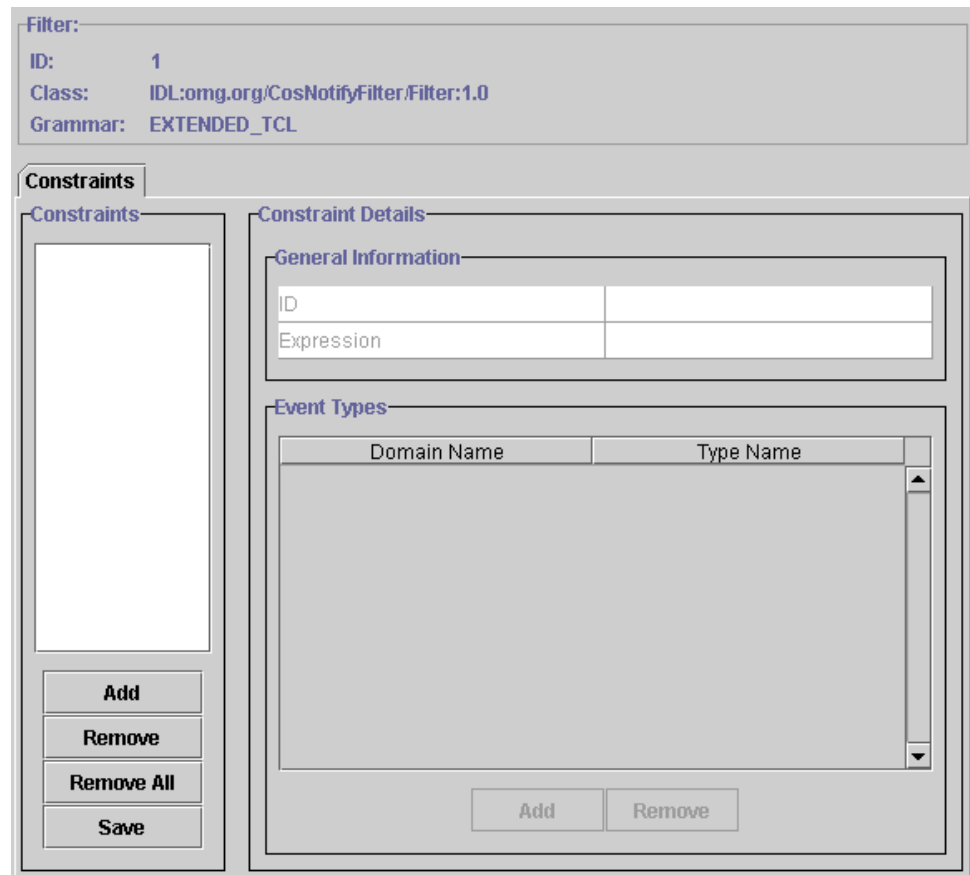 Filter:
ID: 1
Class: IDL:omg.org/CosNotifyFilter/Filter:1.0
Grammar: EXTENDED_TCL
Constraints
Constraints
Add
Remove
Remove All
Save
Constraint Details
General Information
ID
Expression
Event Types
Domain Name Type Name
Add Remove